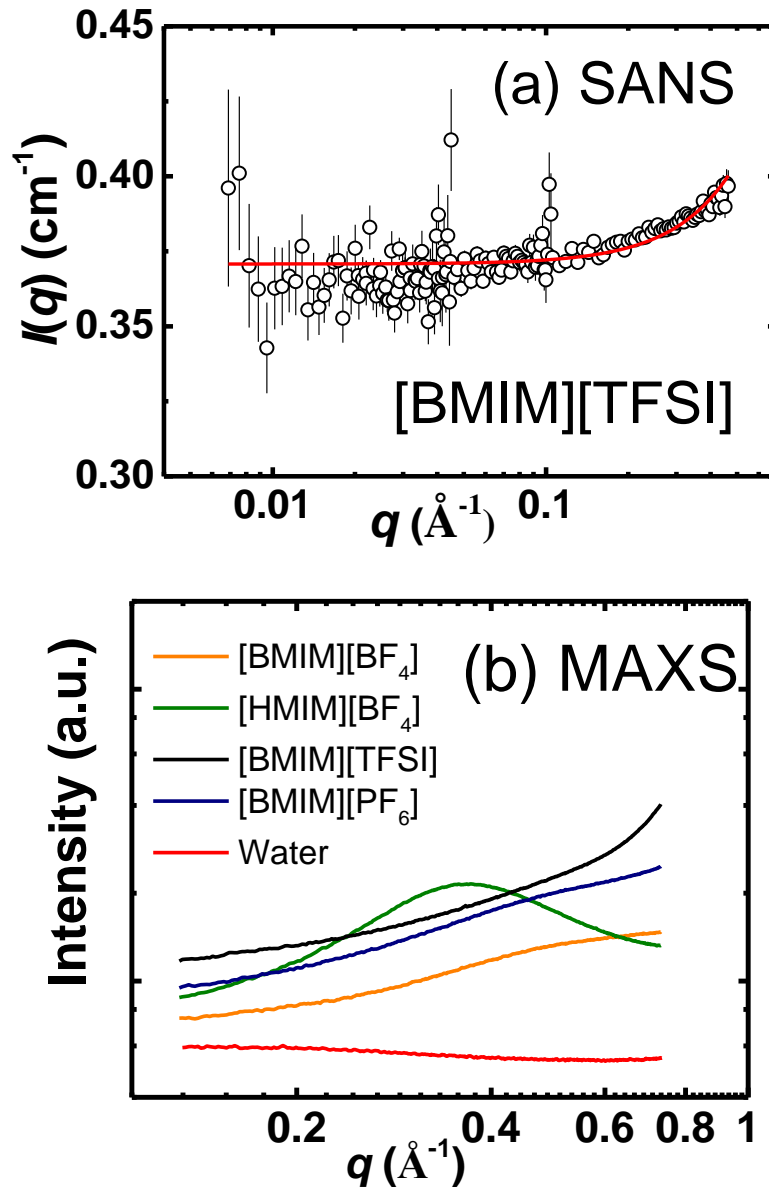 0.45
(a) SANS
0.40
I(q) (cm⁻¹)
0.35
[BMIM][TFSI]
0.30
0.01
0.1
q (Å⁻¹)
[BMIM][BF₄]
(b) MAXS
[HMIM][BF₄]
[BMIM][TFSI]
[BMIM][PF₆]
Water
Intensity (a.u.)
0.2
0.4
0.6
0.8
1
q (Å⁻¹)